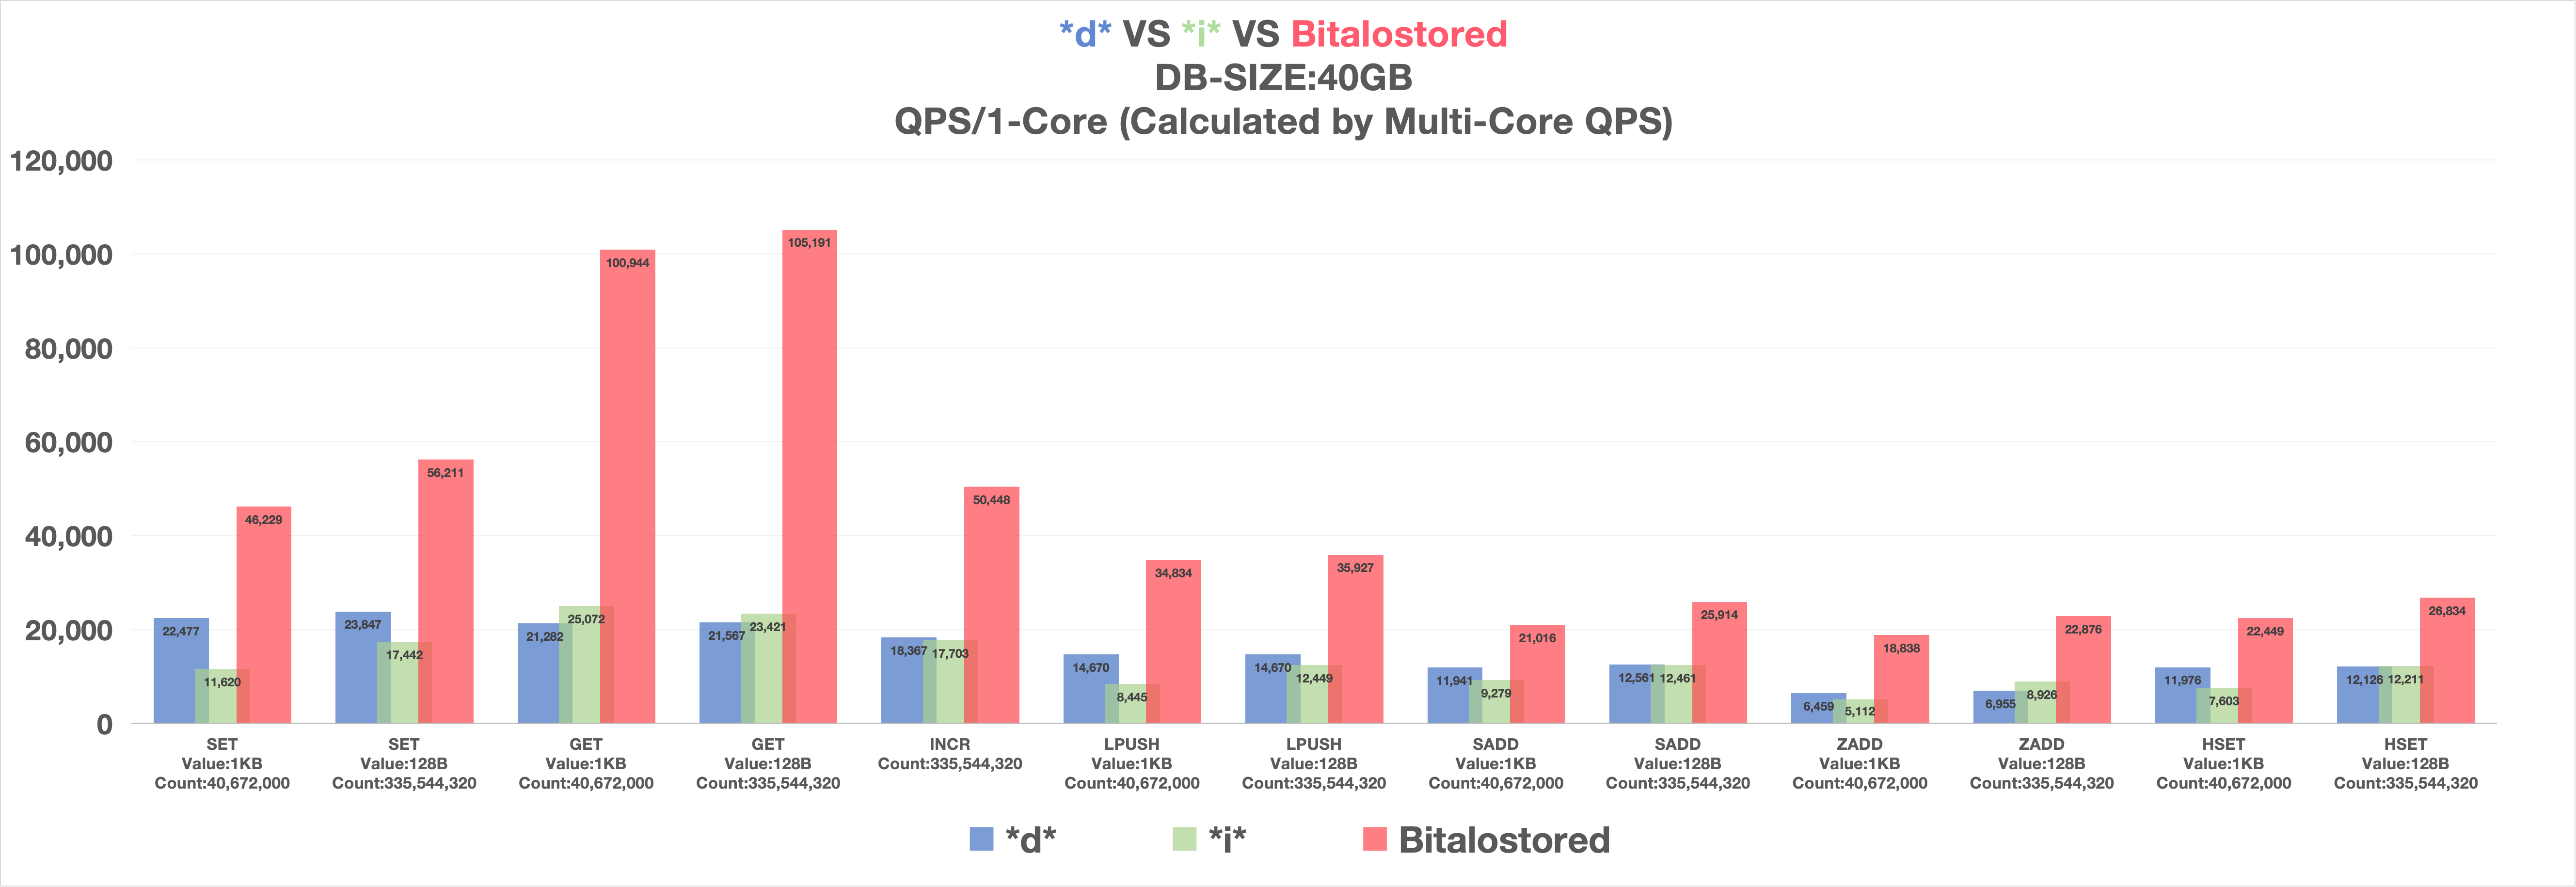 *d* VS *i* VS Bitalostored
DB-SIZE:40GB
QPS/1-Core (Calculated by Multi-Core QPS)
120,000
100,000
80,000
60,000
40,000
20,000
0
22,477
11,620
46,229
23,847
17,442
56,211
21,282
25,072
100,944
21,567
23,421
105,191
18,367
17,703
50,448
14,670
8,445
34,834
14,670
12,449
35,927
11,941
9,279
21,016
12,561
12,461
25,914
6,459
5,112
18,838
6,955
8,926
22,876
11,976
7,603
22,449
12,126
12,211
26,834
SET
Value:1KB
Count:40,672,000
SET
Value:128B
Count:335,544,320
GET
Value:1KB
Count:40,672,000
GET
Value:128B
Count:335,544,320
INCR
Count:335,544,320
LPUSH
Value:1KB
Count:40,672,000
LPUSH
Value:128B
Count:335,544,320
SADD
Value:1KB
Count:40,672,000
SADD
Value:128B
Count:335,544,320
ZADD
Value:1KB
Count:40,672,000
ZADD
Value:128B
Count:335,544,320
HSET
Value:1KB
Count:40,672,000
HSET
Value:128B
Count:335,544,320
*d*
*i*
Bitalostored